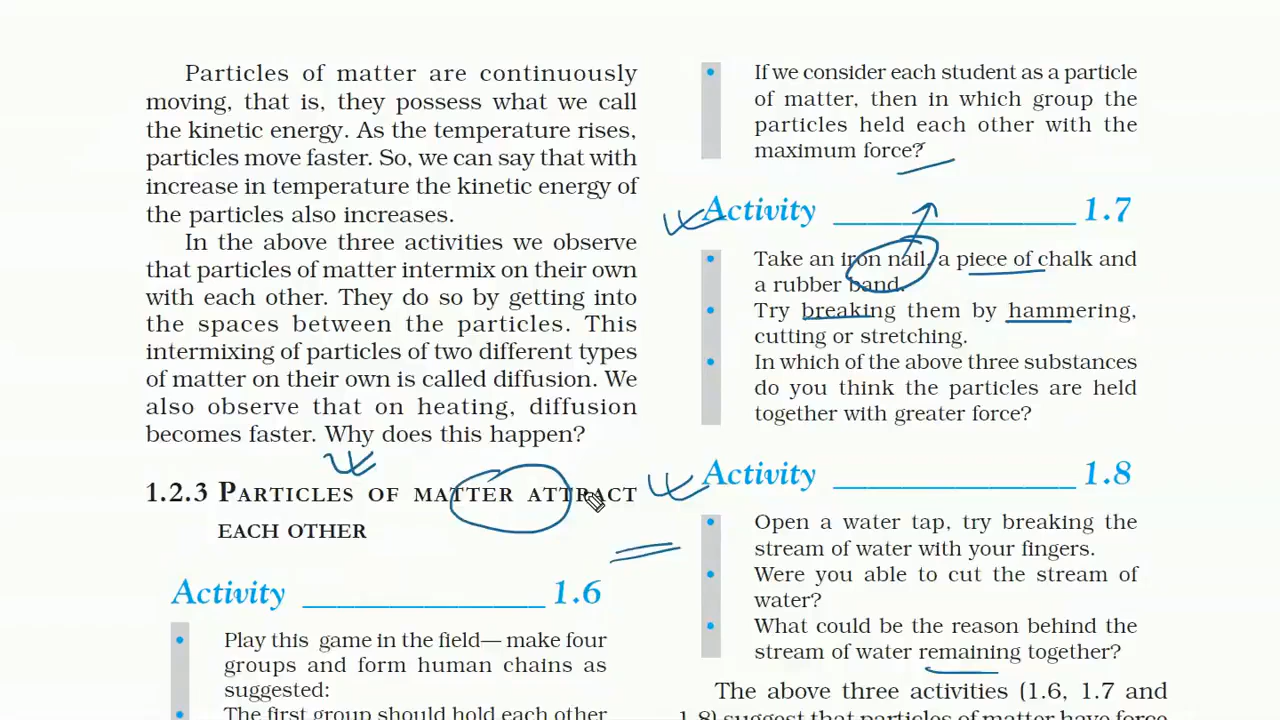 Particles of matter are continuously
moving, that is, they possess what we call
the kinetic energy. As the temperature rises,
particles move faster. So, we can say that with
increase in temperature the kinetic energy of
the particles also increases.
In the above three activities we observe
that particles of matter intermix on their own
with each other. They do so by getting into
the spaces between the particles. This
intermixing of particles of two different types
of matter on their own is called diffusion. We
also observe that on heating, diffusion
becomes faster. Why does this happen?
1.2.3 PARTICLES OF MATTER ATTRACT
EACH OTHER
Activity ______________ 1.6
• Play this game in the field— make four
groups and form human chains as
suggested:
• The first group should hold each other
• If we consider each student as a particle
of matter, then in which group the
particles held each other with the
maximum force?
Activity ______________ 1.7
• Take an iron nail, a piece of chalk and
a rubber band.
• Try breaking them by hammering,
cutting or stretching.
• In which of the above three substances
do you think the particles are held
together with greater force?
Activity ______________ 1.8
• Open a water tap, try breaking the
stream of water with your fingers.
• Were you able to cut the stream of
water?
• What could be the reason behind the
stream of water remaining together?
The above three activities (1.6, 1.7 and
1.8) suggest that particles of matter have force